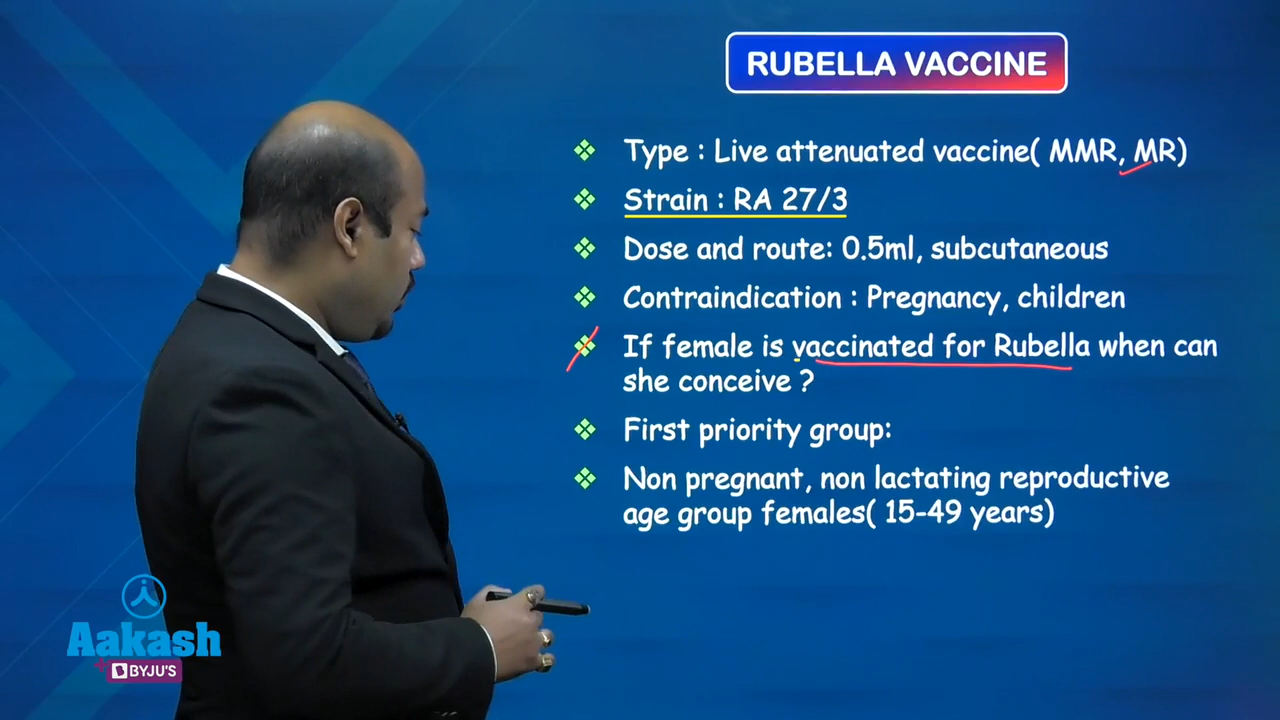 RUBELLA VACCINE
Type : Live attenuated vaccine( MMR, MR)
Strain : RA 27/3
Dose and route: 0.5ml, subcutaneous
Contraindication : Pregnancy, children
If female is vaccinated for Rubella when can
she conceive ?
First priority group:
Non pregnant, non lactating reproductive
age group females( 15-49 years)
Aakash
+ BYJU'S